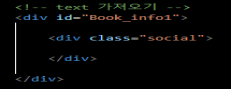 <!-- text 가져오기 -->
<div id="Book_info1">
<div class="social">
</div>
</div>